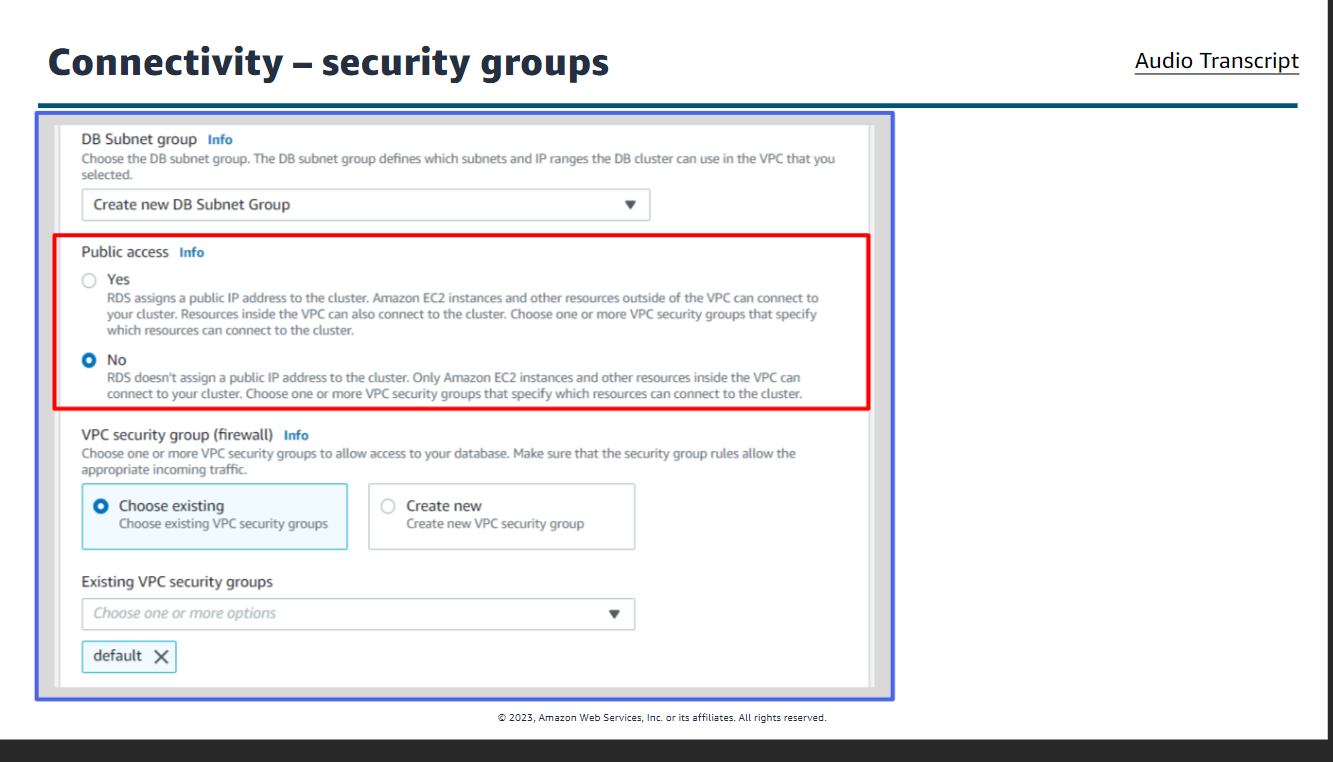 Connectivity – security groups
Audio Transcript
DB Subnet group Info
Choose the DB subnet group. The DB subnet group defines which subnets and IP ranges the DB cluster can use in the VPC that you
selected.
Create new DB Subnet Group
Public access Info
Yes
RDS assigns a public IP address to the cluster. Amazon EC2 instances and other resources outside of the VPC can connect to
your cluster. Resources inside the VPC can also connect to the cluster. Choose one or more VPC security groups that specify
which resources can connect to the cluster.
No
RDS doesn't assign a public IP address to the cluster. Only Amazon EC2 instances and other resources inside the VPC can
connect to your cluster. Choose one or more VPC security groups that specify which resources can connect to the cluster.
VPC security group (firewall) Info
Choose one or more VPC security groups to allow access to your database. Make sure that the security group rules allow the
appropriate incoming traffic.
Choose existing
Choose existing VPC security groups
Create new
Create new VPC security group
Existing VPC security groups
Choose one or more options
default
© 2023, Amazon Web Services, Inc. or its affiliates. All rights reserved.